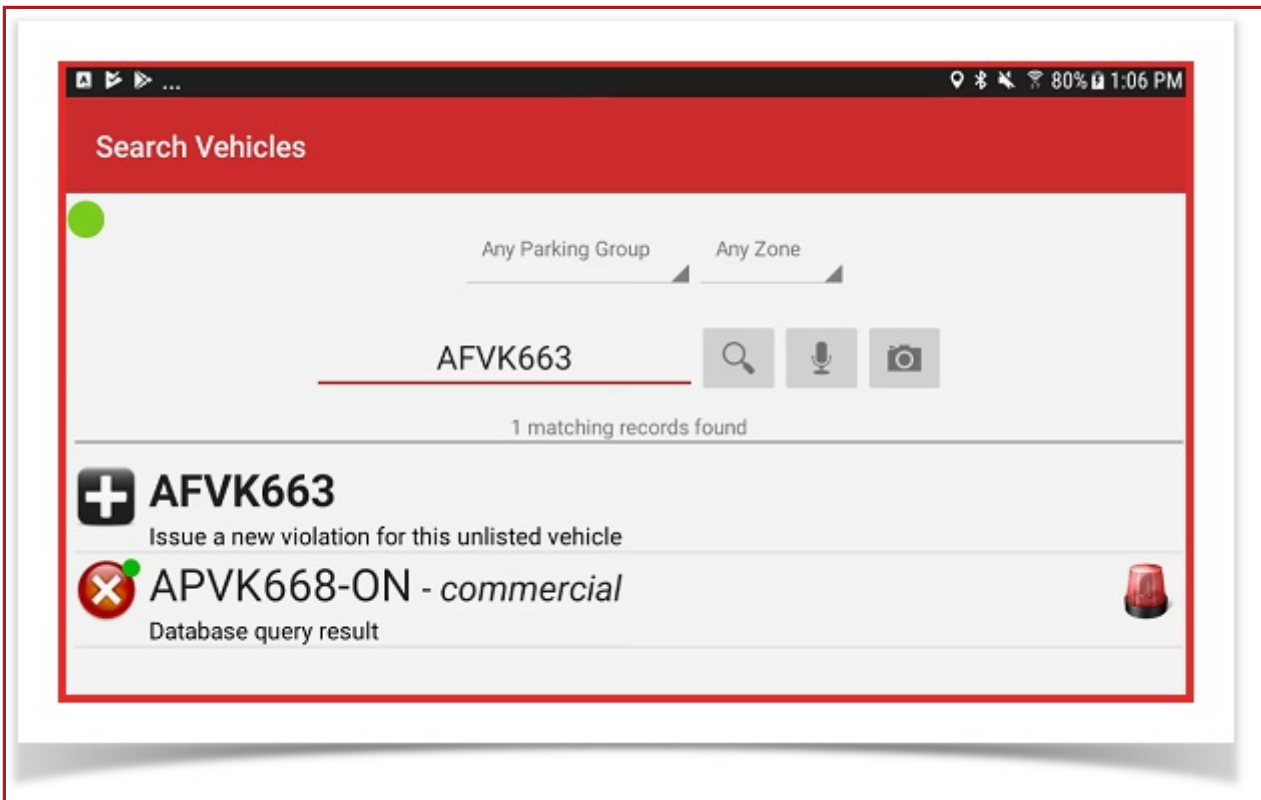 ... 80% 1:06 PM
Search Vehicles
Any Parking Group Any Zone
AFVK663
1 matching records found
AFVK663
Issue a new violation for this unlisted vehicle
APVK668-ON - commercial
Database query result